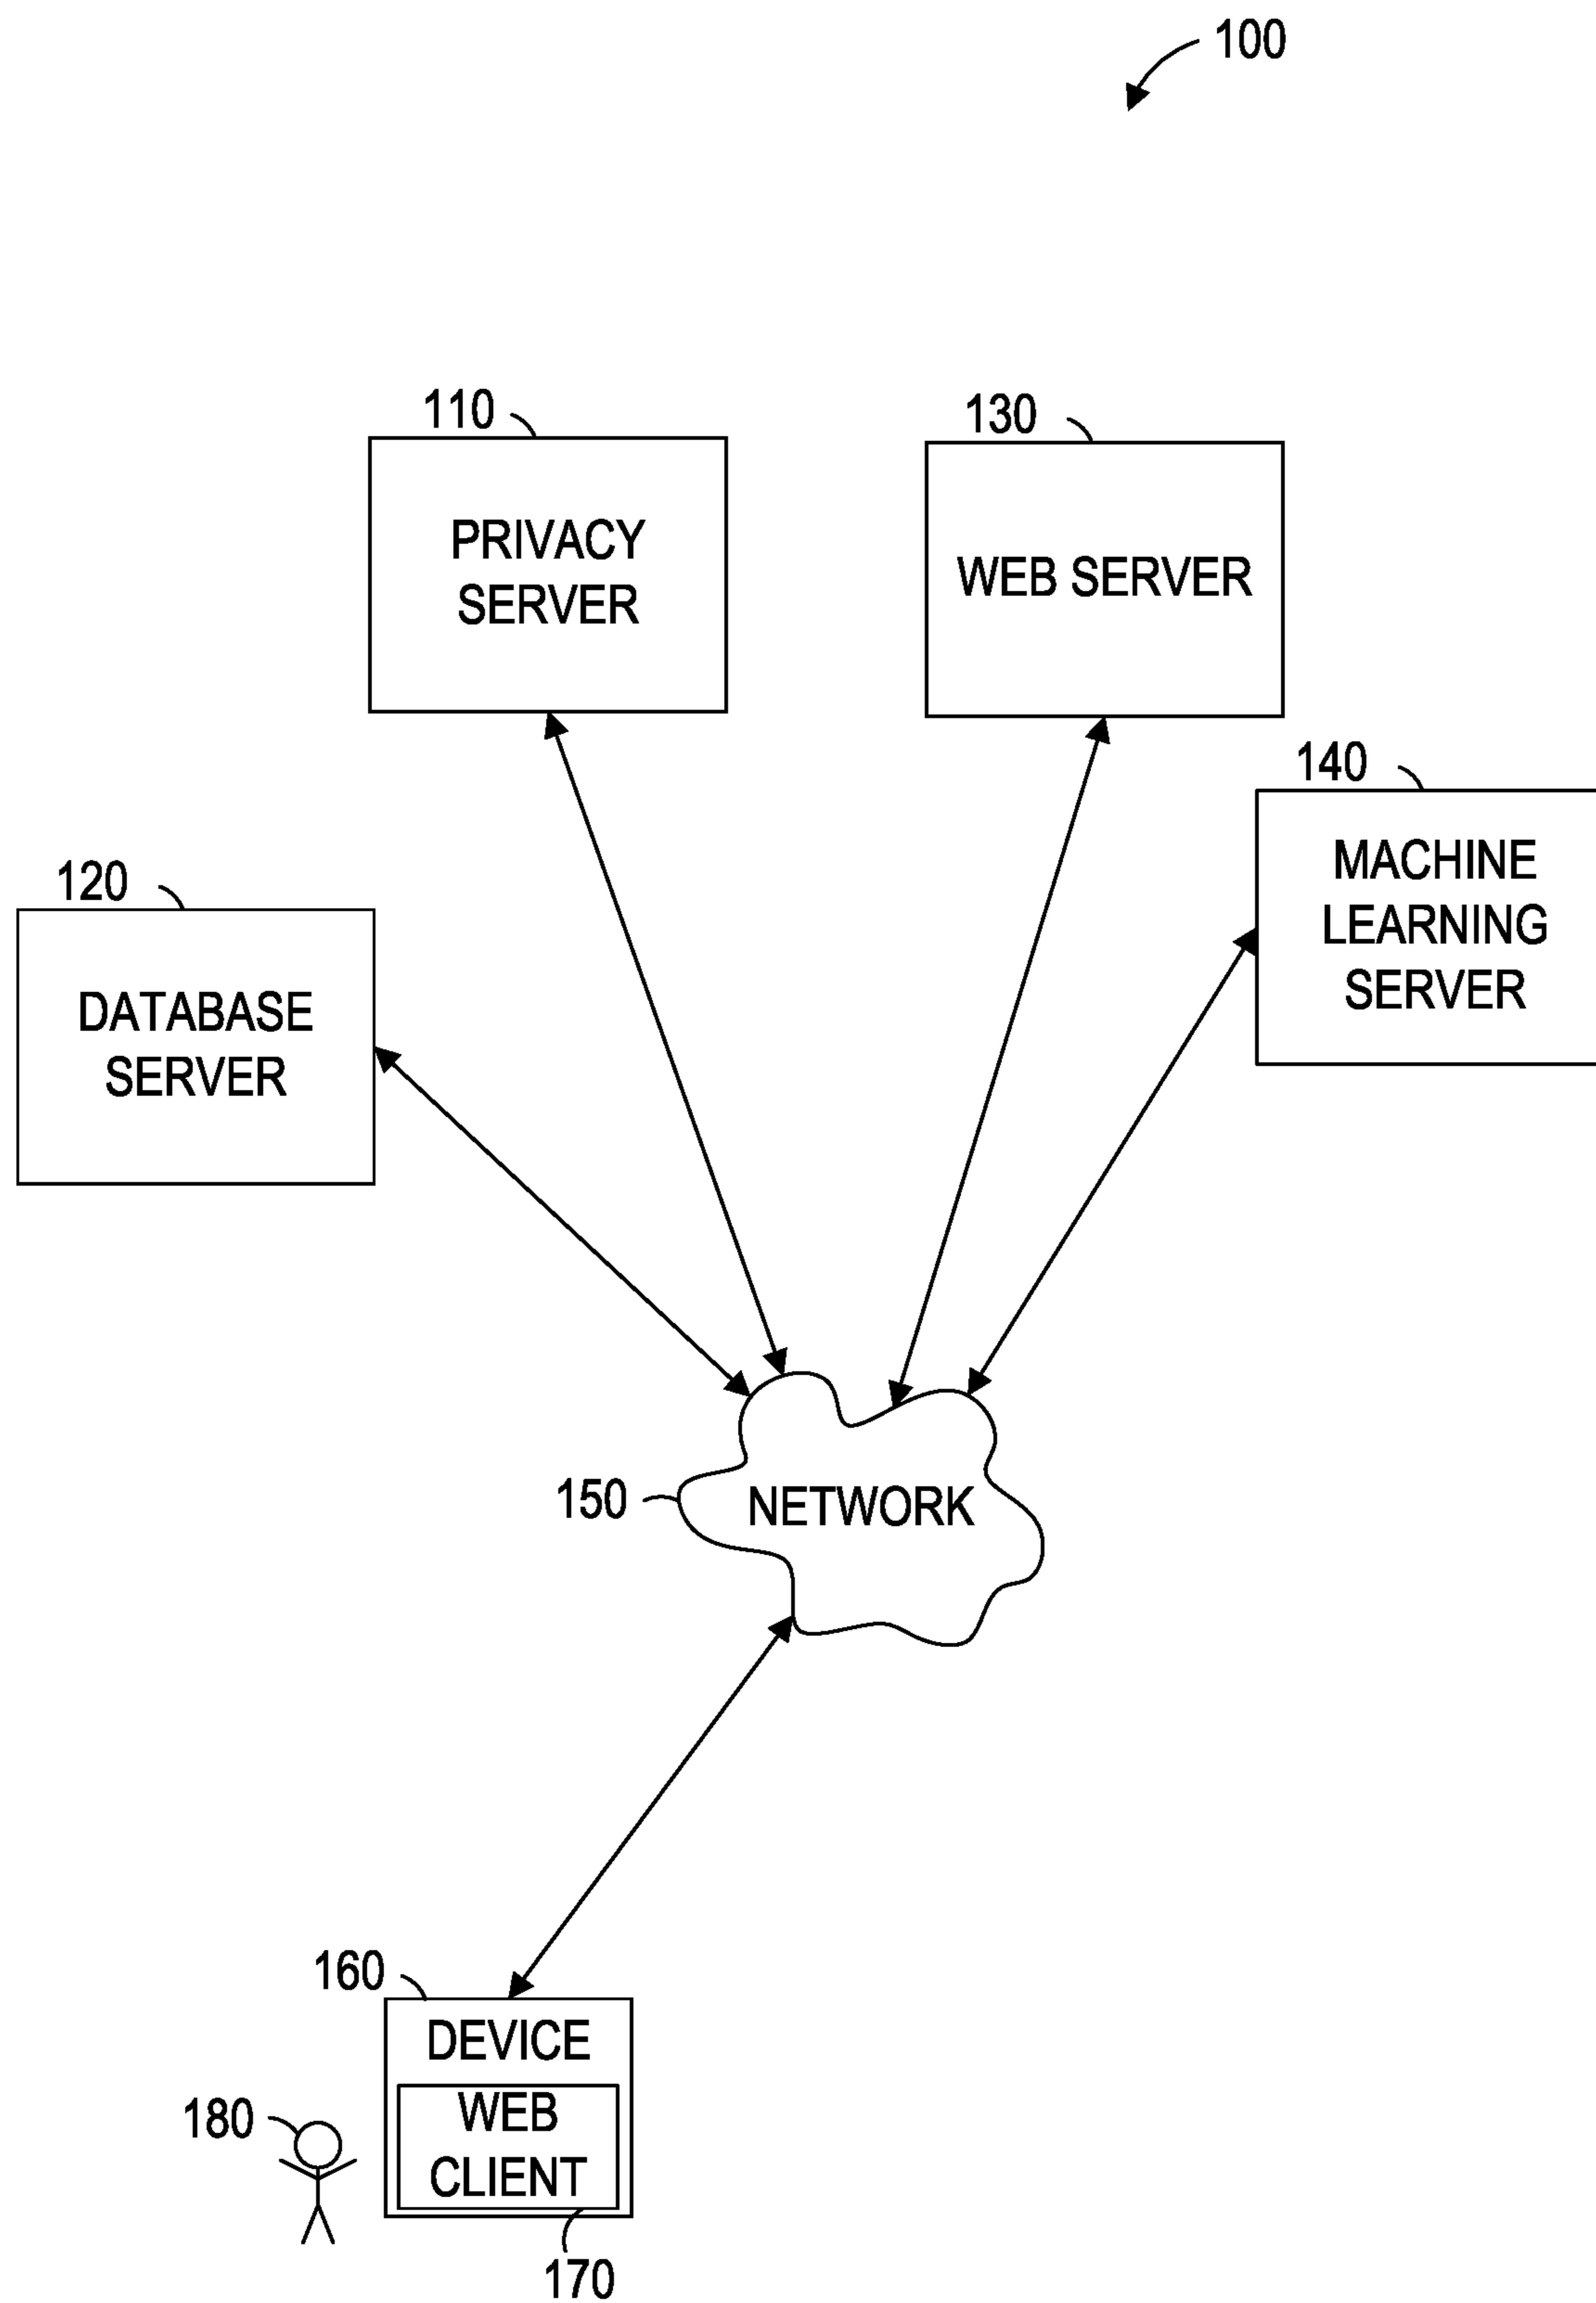 100
110
PRIVACY
SERVER
130
WEB SERVER
140
MACHINE
LEARNING
SERVER
120
DATABASE
SERVER
150
NETWORK
160
DEVICE
WEB
CLIENT
180
170